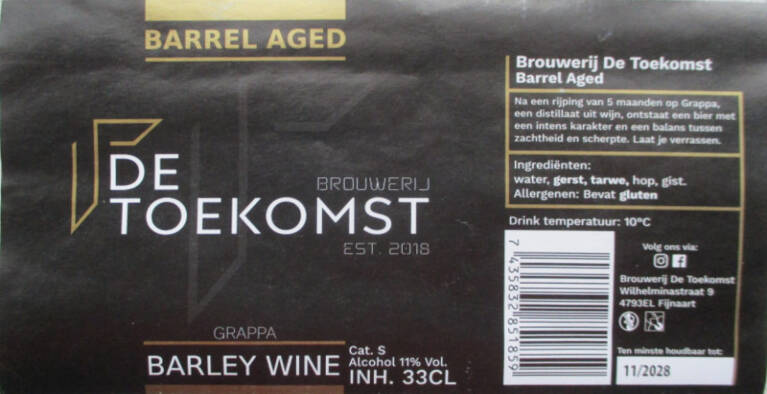 BARREL AGED
DE
BROUWERIJ
TOEKOMST
EST. 2018
GRAPPA
BARLEY WINE
Cat. S
Alcohol 11% Vol.
INH. 33CL
Brouwerij De Toekomst
Barrel Aged
Na een rijping van 5 maanden op Grappa,
een distillaat uit wijn, ontstaat een bier met
een intens karakter en een balans tussen
zachtheid en scherpte. Laat je verrassen.
Ingrediënten:
water, gerst, tarwe, hop, gist.
Allergenen: Bevat gluten
Drink temperatuur: 10°C
7 435832 851859
Volg ons via:
Brouwerij De Toekomst
Wilhelminastraat 9
4793EL Fijnaart
Ten minste houdbaar tot:
11/2028